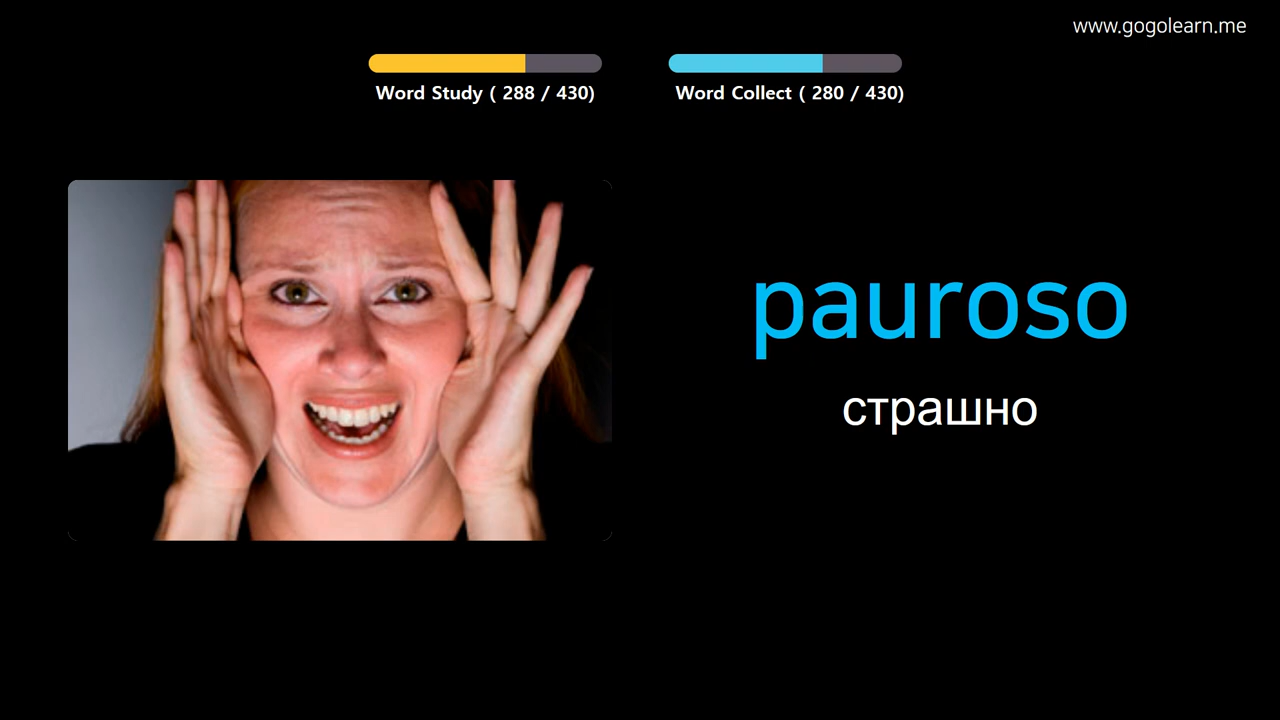 www.gogolearn.me
Word Study ( 288 / 430)
Word Collect ( 280 / 430)
pauroso
страшно